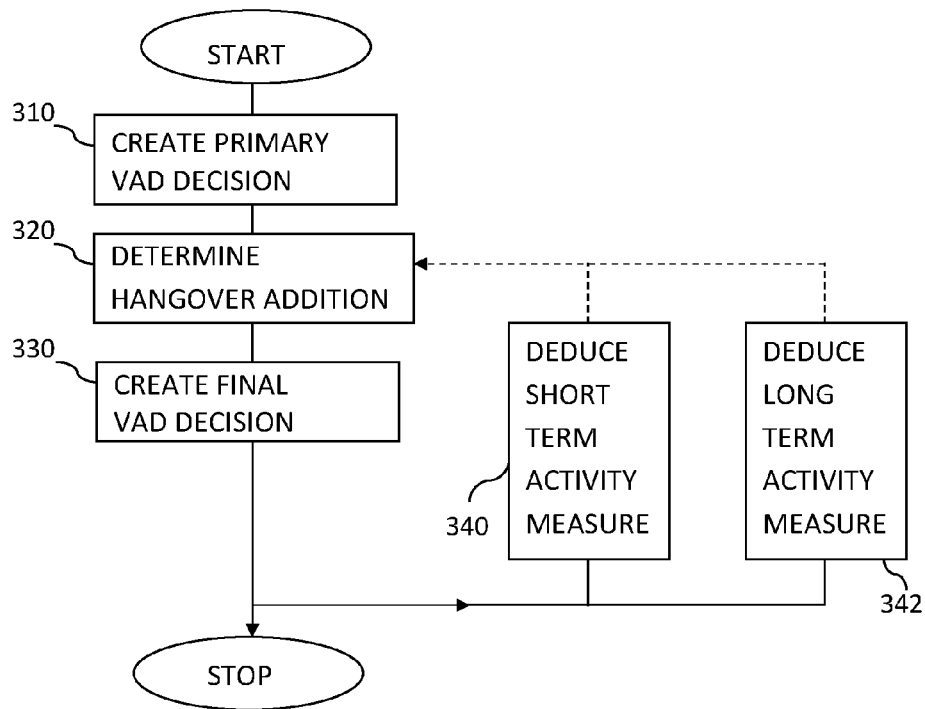 START
310
CREATE PRIMARY
VAD DECISION
320
DETERMINE
HANGOVER ADDITION
330
CREATE FINAL
VAD DECISION
DEDUCE
SHORT
TERM
ACTIVITY
MEASURE
340
DEDUCE
LONG
TERM
ACTIVITY
MEASURE
342
STOP